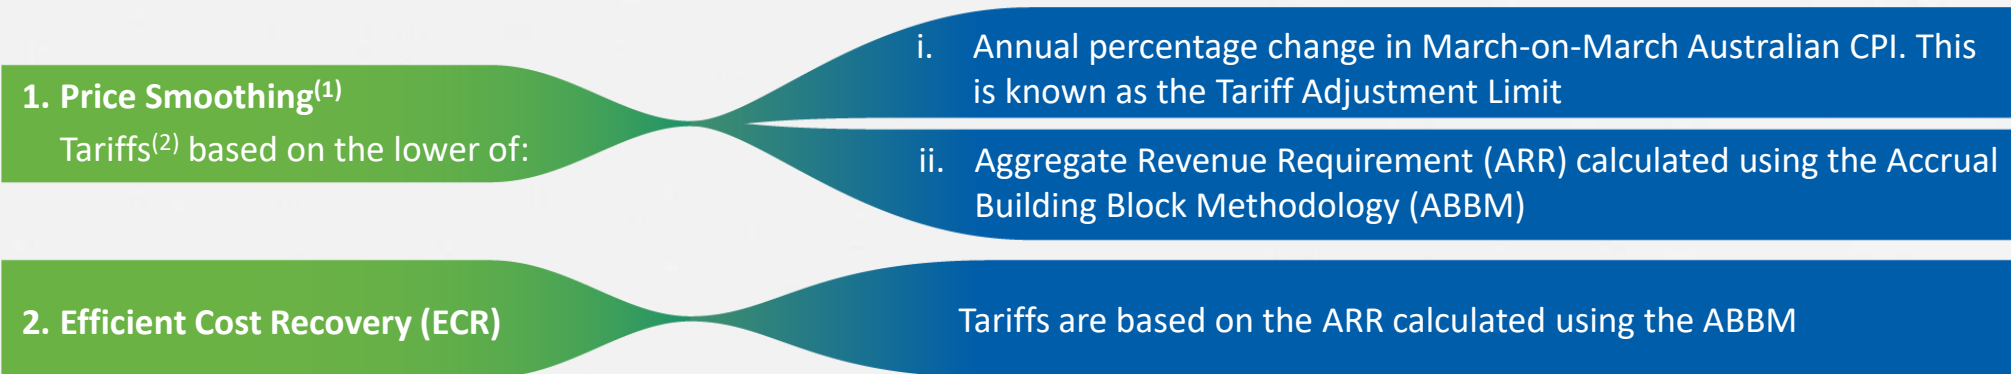 1. Price Smoothing(1)
Tariffs(2) based on the lower of:
i. Annual percentage change in March-on-March Australian CPI. This
is known as the Tariff Adjustment Limit
ii. Aggregate Revenue Requirement (ARR) calculated using the Accrual
Building Block Methodology (ABBM)
2. Efficient Cost Recovery (ECR)
Tariffs are based on the ARR calculated using the ABBM